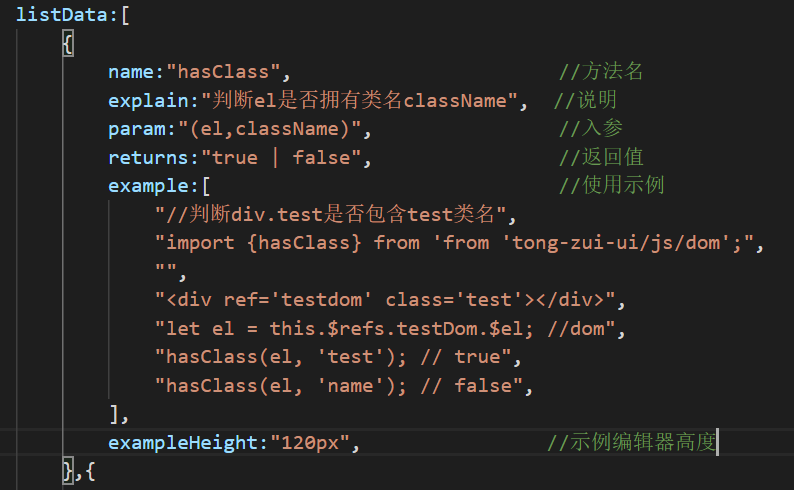 listData:[
{
name:"hasClass", //方法名
explain:"判断el是否拥有类名className", //说明
param:"(el,className)", //入参
returns:"true | false", //返回值
example:[ //使用示例
"//判断div.test是否包含test类名",
"import {hasClass} from 'from 'tong-zui-ui/js/dom';",
"",
"<div ref='testdom' class='test'></div>",
"let el = this.$refs.testDom.$el; //dom",
"hasClass(el, 'test'); // true",
"hasClass(el, 'name'); // false",
],
exampleHeight:"120px", //示例编辑器高度
},{